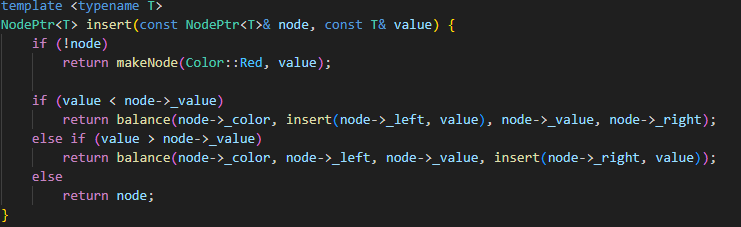 template <typename T>
NodePtr<T> insert(const NodePtr<T>& node, const T& value) {
    if (!node)
        return makeNode(Color::Red, value);

    if (value < node->_value)
        return balance(node->_color, insert(node->_left, value), node->_value, node->_right);
    else if (value > node->_value)
        return balance(node->_color, node->_left, node->_value, insert(node->_right, value));
    else
        return node;
}